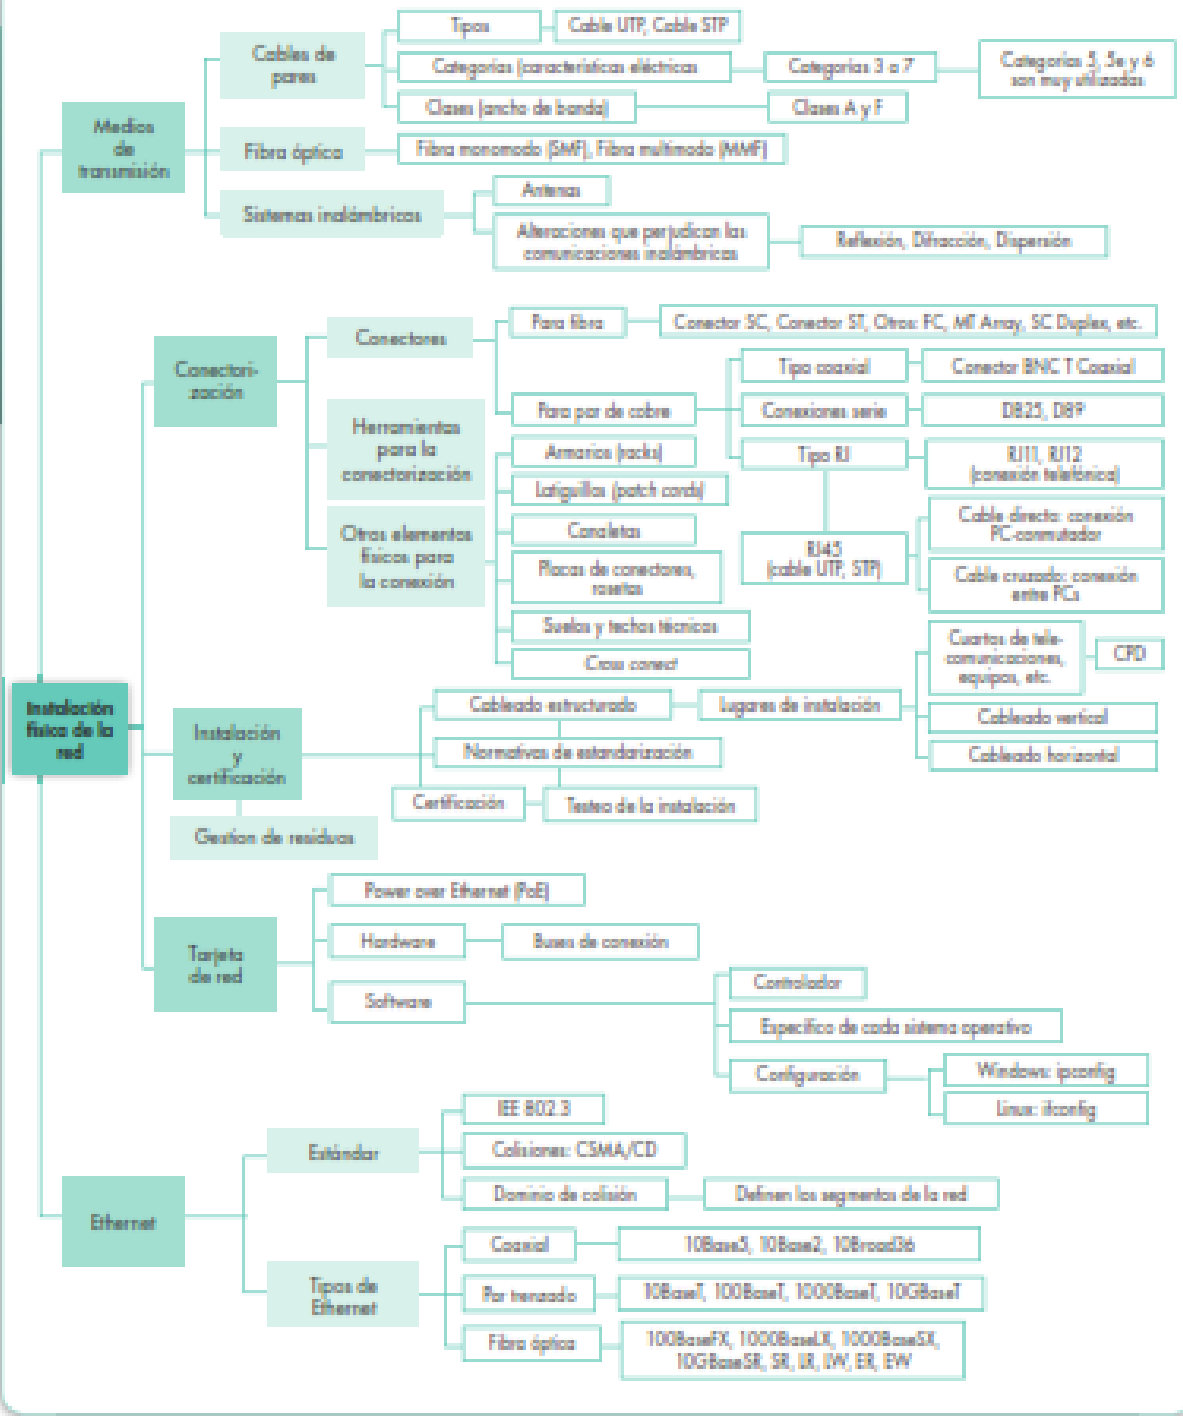 Tipos
Cable UTP, Cable STP
Cables de
pares
Categorías (características eléctricas
Categorías 3 a 7
Categorías 5, 5e y 6
son muy utilizadas
Clases (ancho de banda)
Clases A y F
Medios
de
transmisión
Fibra óptica
Fibra monomodo (SMF), Fibra multimodo (MMF)
Sistemas inalámbricos
Antenas
Alteraciones que perjudican las
comunicaciones inalámbricas
Reflexión, Difracción, Dispersión
Conectori-
zación
Conectores
Para fibra
Conector SC, Conector ST, Otros: FC, MT Array, SC Duplex, etc.
Para par de cobre
Tipo coaxial
Conector BNC T Coaxial
Conexiones serie
DB25, DB9
Tipo RJ
RJ11, RJ12
(conexión telefónica)
RJ45
(cable UTP, STP)
Cable directo: conexión
PC-conmutador
Cable cruzado: conexión
entre PCs
Herramientas
para la
conectorización
Otros elementos
físicos para
la conexión
Armarios (racks)
Latiguillos (patch cords)
Canaletas
Placas de conectores,
rosetas
Suelos y techos técnicos
Cross conect
Instalación
física de la
red
Instalación
y
certificación
Cableado estructurado
Lugares de instalación
Cuartos de tele-
comunicaciones,
equipos, etc.
CPD
Cableado vertical
Cableado horizontal
Normativas de estandarización
Certificación
Testeo de la instalación
Gestion de residuos
Tarjeta
de red
Power over Ethernet (PoE)
Hardware
Buses de conexión
Software
Controlador
Específico de cada sistema operativo
Configuración
Windows: ipconfig
Linux: ifconfig
Ethernet
Estándar
IEE 802.3
Colisiones: CSMA/CD
Dominio de colisión
Definen los segmentos de la red
Tipos de
Ethernet
Coaxial
10Base5, 10Base2, 10Broad36
Par trenzado
10BaseT, 100BaseT, 1000BaseT, 10GBaseT
Fibra óptica
100BaseFX, 1000BaseLX, 1000BaseSX,
10GBaseSR, SR, LR, LW, ER, EW